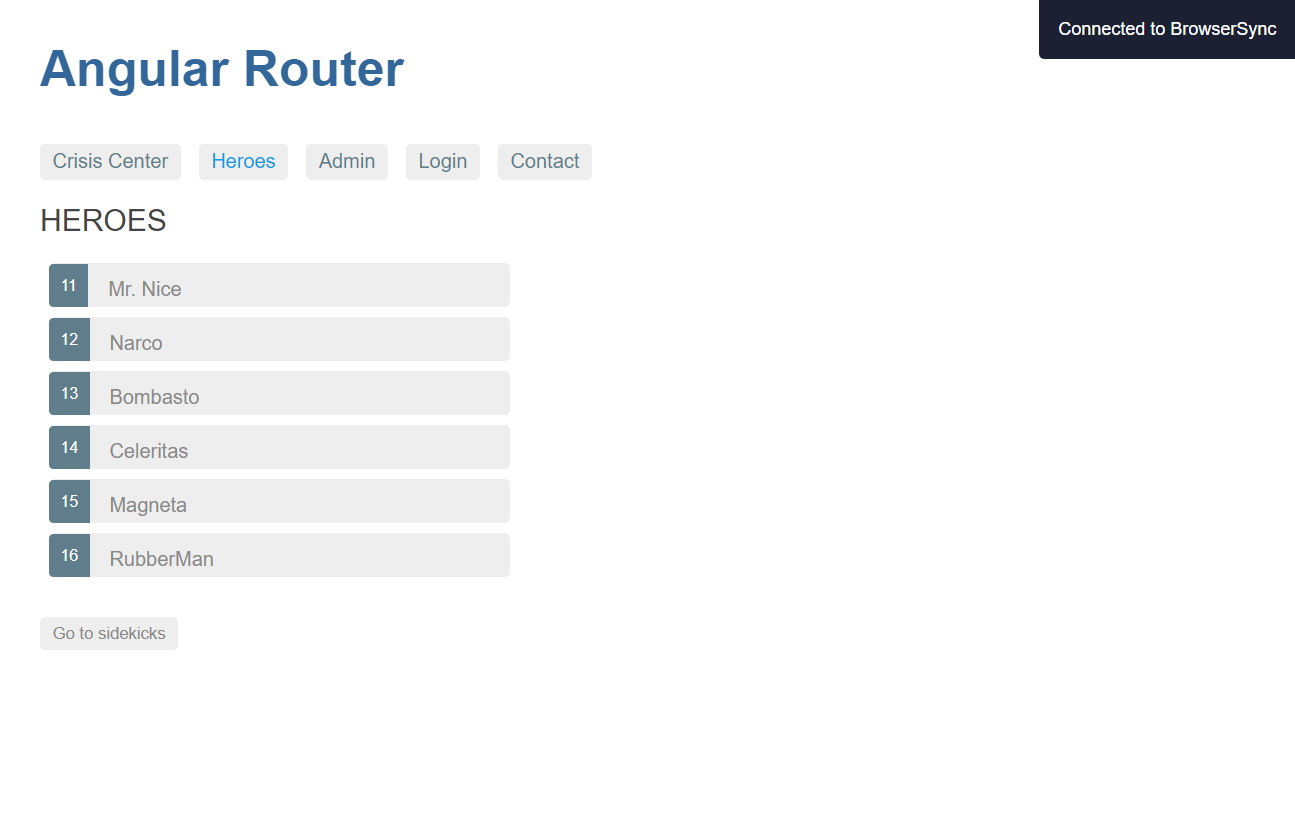 Connected to BrowserSync
Angular Router
Crisis Center Heroes Admin Login Contact
HEROES
11 Mr. Nice
12 Narco
13 Bombasto
14 Celeritas
15 Magneta
16 RubberMan
Go to sidekicks